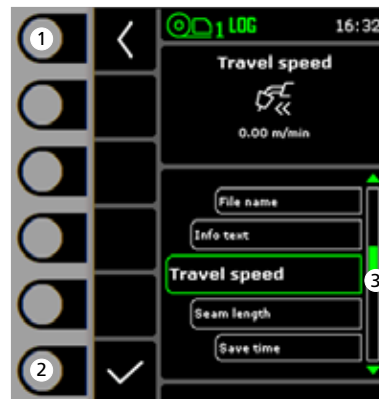 1
1 LOG 16:32
Travel speed
0.00 m/min
File name
Info text
Travel speed
3
Seam length
Save time
2